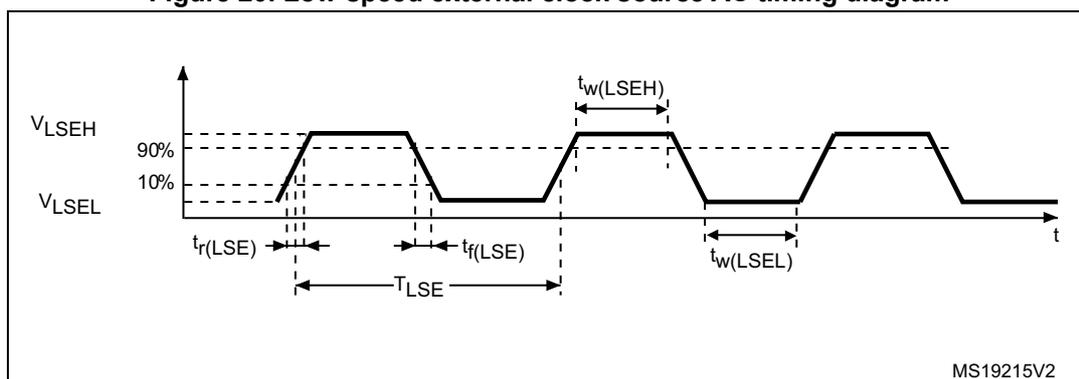 Figure 20. Low-speed external clock source AC timing diagram
tw(LSEH)
VLSEH
90%
10%
VLSEL
tr(LSE)
tf(LSE)
tw(LSEL)
t
TLSE
MS19215V2